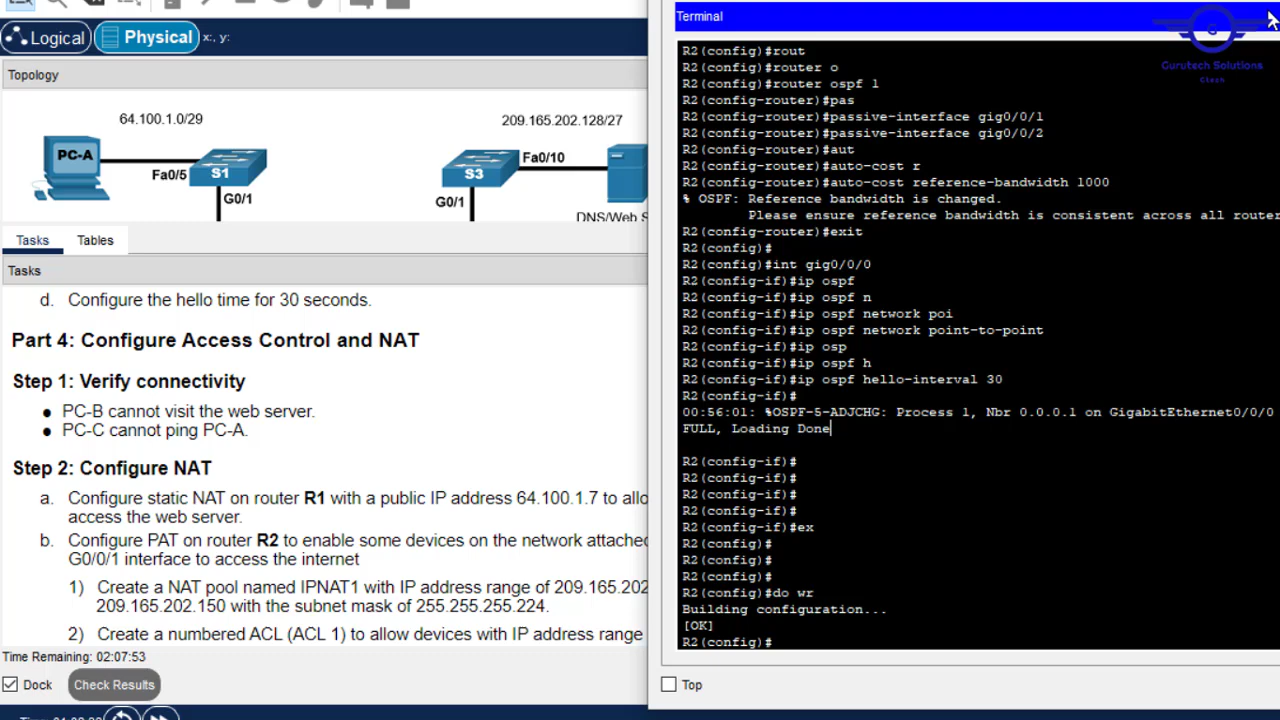 Logical
Physical
x:, y:
Topology
64.100.1.0/29
PC-A
Fa0/5
S1
G0/1
209.165.202.128/27
Fa0/10
S3
G0/1
DNS/Web S
Tasks
Tables
Tasks
d. Configure the hello time for 30 seconds.
Part 4: Configure Access Control and NAT
Step 1: Verify connectivity
● PC-B cannot visit the web server.
● PC-C cannot ping PC-A.
Step 2: Configure NAT
a. Configure static NAT on router R1 with a public IP address 64.100.1.7 to allo
access the web server.
b. Configure PAT on router R2 to enable some devices on the network attached
G0/0/1 interface to access the internet
1) Create a NAT pool named IPNAT1 with IP address range of 209.165.202
209.165.202.150 with the subnet mask of 255.255.255.224.
2) Create a numbered ACL (ACL 1) to allow devices with IP address range
Time Remaining: 02:07:53
Dock
Check Results
Terminal
Gurutech Solutions
R2(config)#rout
R2(config)#router o
R2(config)#router ospf 1
R2(config-router)#pas
R2(config-router)#passive-interface gig0/0/1
R2(config-router)#passive-interface gig0/0/2
R2(config-router)#aut
R2(config-router)#auto-cost r
R2(config-router)#auto-cost reference-bandwidth 1000
% OSPF: Reference bandwidth is changed.
Please ensure reference bandwidth is consistent across all router
R2(config-router)#exit
R2(config)#
R2(config)#int gig0/0/0
R2(config-if)#ip ospf
R2(config-if)#ip ospf n
R2(config-if)#ip ospf network poi
R2(config-if)#ip ospf network point-to-point
R2(config-if)#ip osp
R2(config-if)#ip ospf h
R2(config-if)#ip ospf hello-interval 30
R2(config-if)#
00:56:01: %OSPF-5-ADJCHG: Process 1, Nbr 0.0.0.1 on GigabitEthernet0/0/0
FULL, Loading Done
R2(config-if)#
R2(config-if)#
R2(config-if)#
R2(config-if)#
R2(config-if)#ex
R2(config)#
R2(config)#
R2(config)#
R2(config)#do wr
Building configuration...
[OK]
R2(config)#
Top